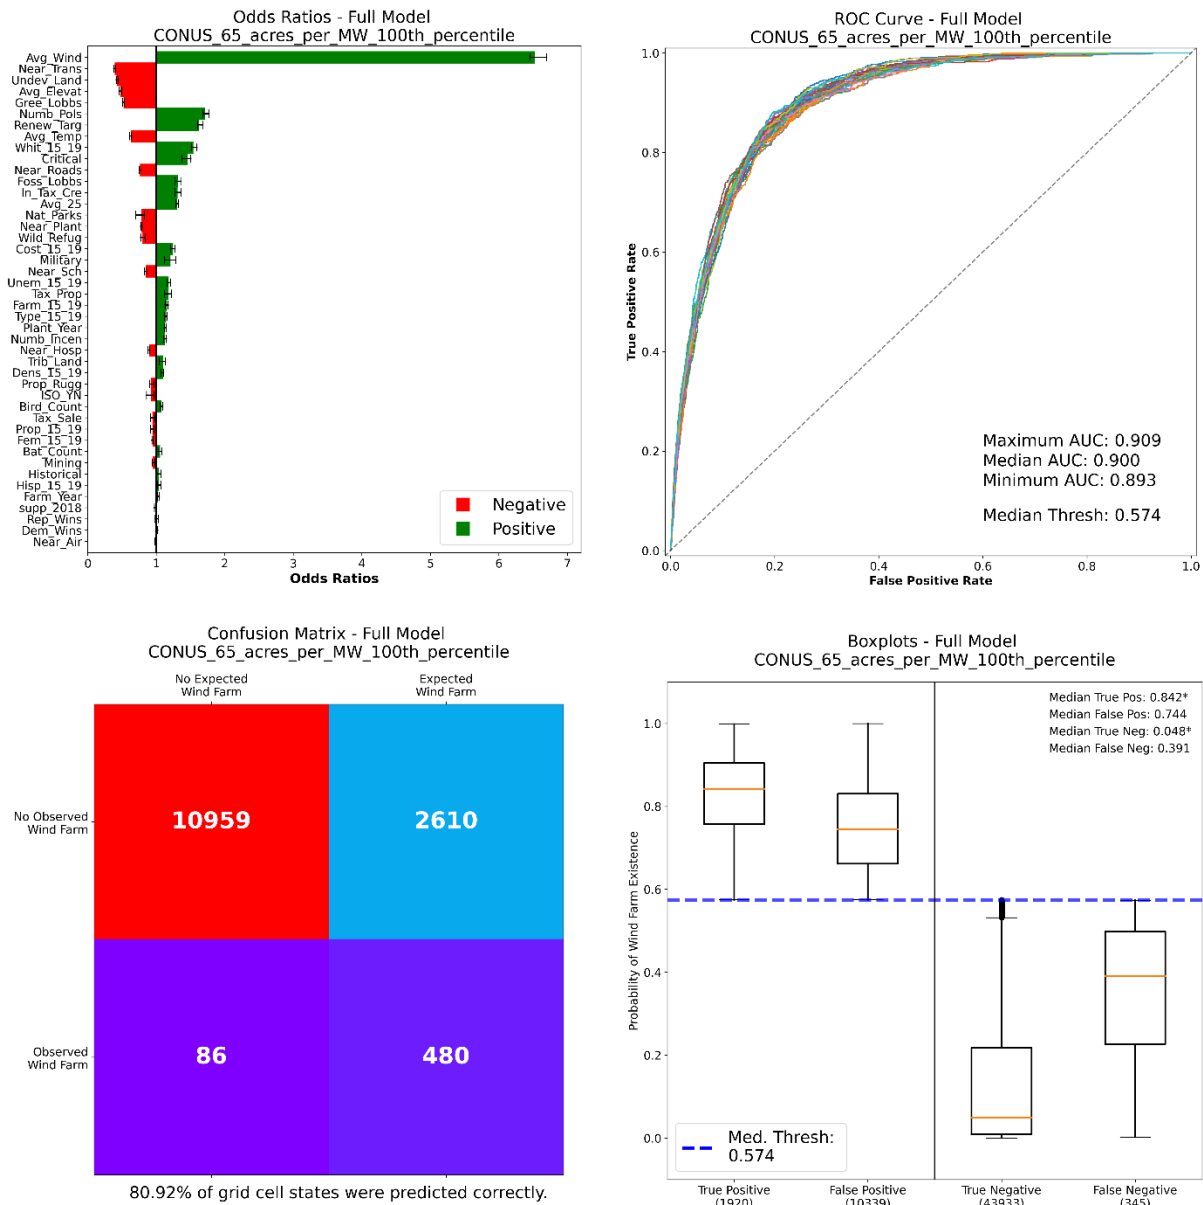 Odds Ratios - Full Model
CONUS_65_acres_per_MW_100th_percentile
Avg_Wind
Near_Trans
Undev_Land
Avg_Elevat
Gree_Lobbs
Numb_Pols
Renew_Targ
Avg_Temp
Whit_15_19
Critical
Near_Roads
Foss_Lobbs
In_Tax_Cre
Avg_25
Nat_Parks
Near_Plant
Wild_Refug
Cost_15_19
Military
Near_Sch
Unem_15_19
Tax_Prop
Farm_15_19
Type_15_19
Plant_Year
Numb_Incen
Near_Hosp
Trib_Land
Dens_15_19
Prop_Rugg
ISO_YN
Bird_Count
Tax_Sale
Prop_15_19
Fem_15_19
Bat_Count
Mining
Historical
Hisp_15_19
Farm_Year
supp_2018
Rep_Wins
Dem_Wins
Near_Air
Negative
Positive
0 1 2 3 4 5 6 7
Odds Ratios
ROC Curve - Full Model
CONUS_65_acres_per_MW_100th_percentile
1.0
0.8
0.6
0.4
0.2
0.0
True Positive Rate
Maximum AUC: 0.909
Median AUC: 0.900
Minimum AUC: 0.893
Median Thresh: 0.574
0.0 0.2 0.4 0.6 0.8 1.0
False Positive Rate
Confusion Matrix - Full Model
CONUS_65_acres_per_MW_100th_percentile
No Expected
Wind Farm
Expected
Wind Farm
No Observed
Wind Farm
10959
2610
Observed
Wind Farm
86
480
80.92% of grid cell states were predicted correctly.
Boxplots - Full Model
CONUS_65_acres_per_MW_100th_percentile
Median True Pos: 0.842*
Median False Pos: 0.744
Median True Neg: 0.048*
Median False Neg: 0.391
1.0
0.8
0.6
0.4
0.2
0.0
Probability of Wind Farm Existence
Med. Thresh:
0.574
True Positive
(1920)
False Positive
(10339)
True Negative
(43933)
False Negative
(345)